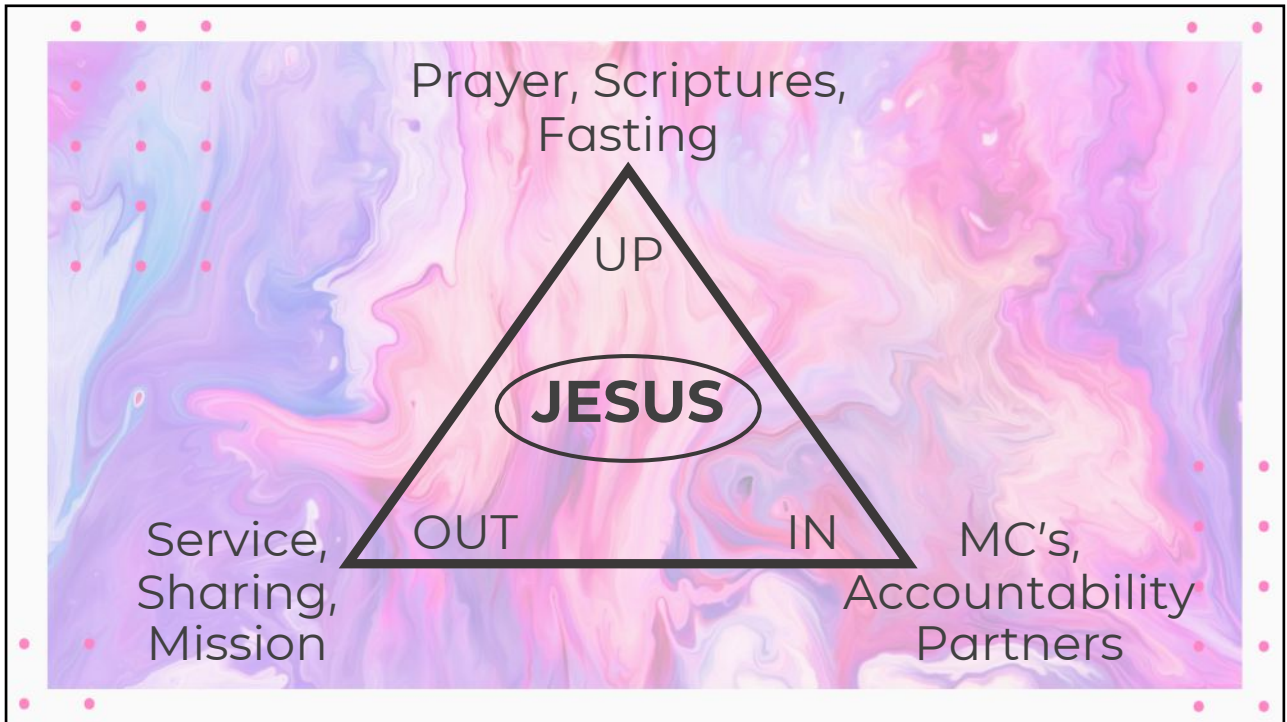 Prayer, Scriptures,
Fasting
UP
JESUS
OUT
IN
Service,
Sharing,
Mission
MC's,
Accountability
Partners